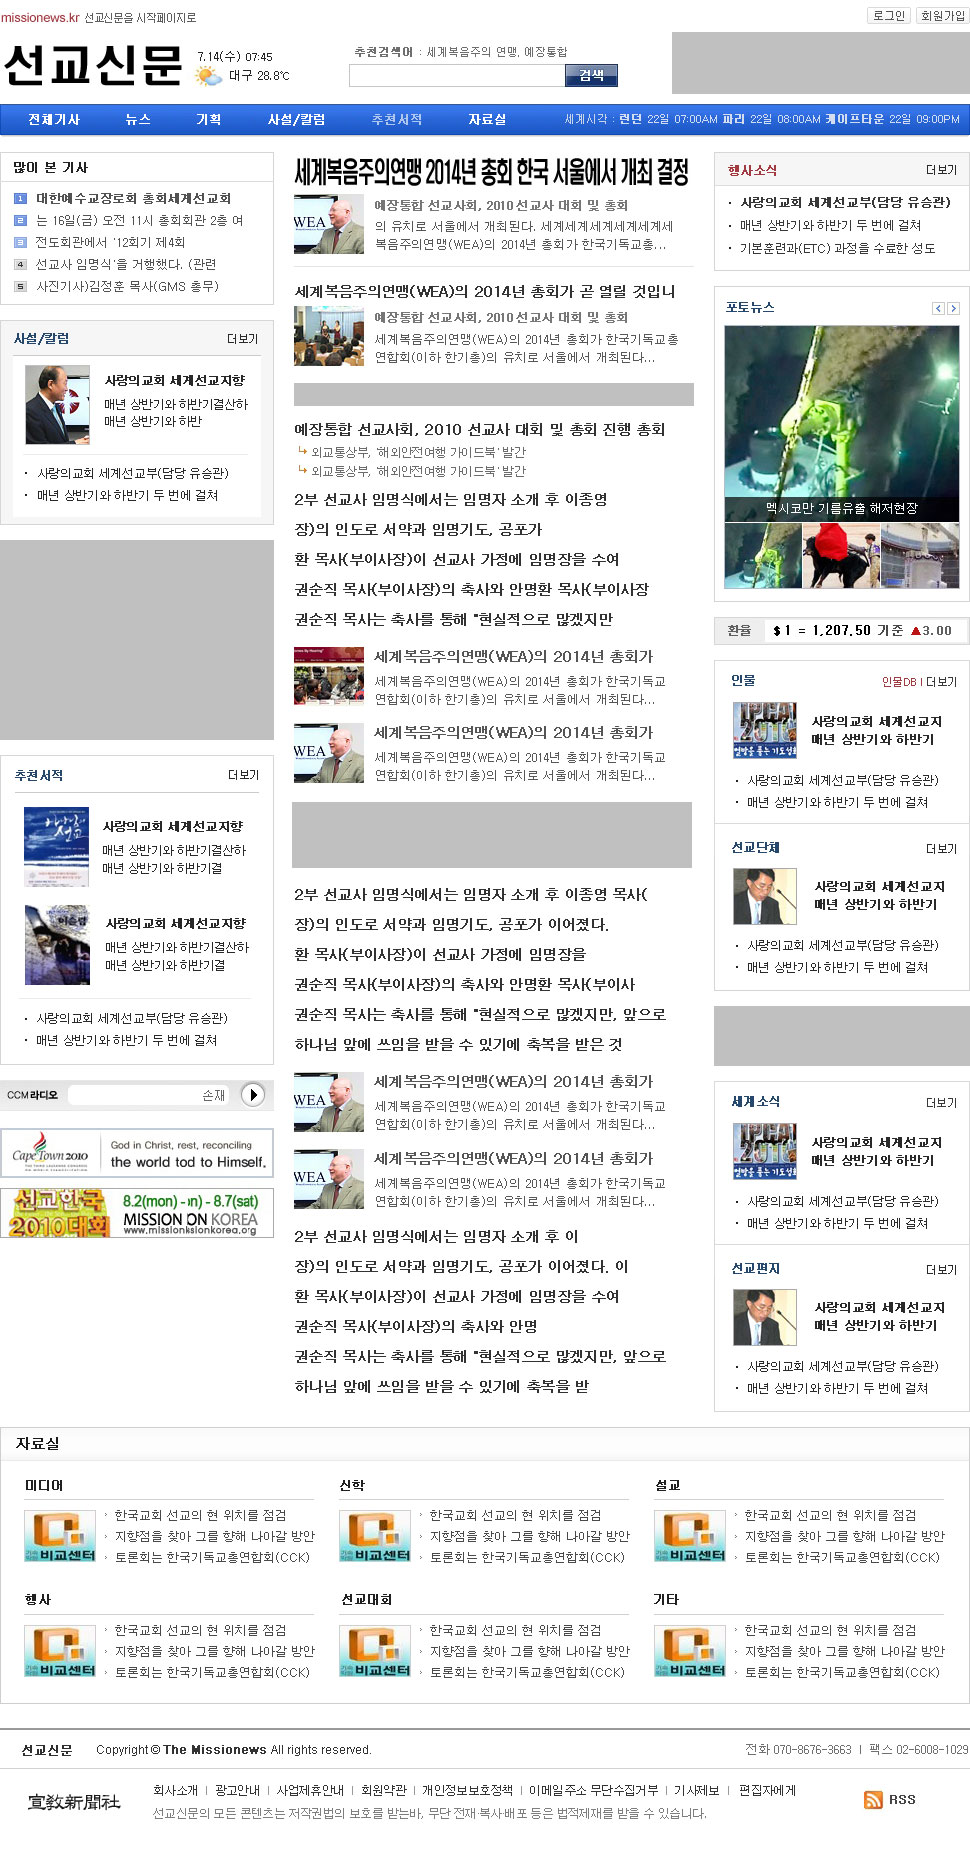 missionews.kr 선교신문을 시작페이지로
로그인 회원가입
선교신문
7.14(수) 07:45
대구 28.8℃
추천검색어 : 세계복음주의 연맹, 예장통합
검색
전체기사 뉴스 기획 사설/칼럼 추천서적 자료실
세계시각 : 런던 22일 07:00AM 파리 22일 08:00AM 케이프타운 22일 09:00PM
많이 본 기사
1 대한예수교장로회 총회세계선교회
2 는 16일(금) 오전 11시 총회회관 2층 여
3 전도회관에서 '12회기 제4회
4 선교사 임명식'을 거행했다. (관련
5 사진기사)김정훈 목사(GMS 총무)
사설/칼럼 더보기
사랑의교회 세계선교지향
매년 상반기와 하반기결산하
매년 상반기와 하반
· 사랑의교회 세계선교부(담당 유승관)
· 매년 상반기와 하반기 두 번에 걸쳐
추천서적 더보기
사랑의교회 세계선교지향
매년 상반기와 하반기결산하
매년 상반기와 하반기결
사랑의교회 세계선교지향
매년 상반기와 하반기결산하
매년 상반기와 하반기결
· 사랑의교회 세계선교부(담당 유승관)
· 매년 상반기와 하반기 두 번에 걸쳐
CCM라디오 손재
Cape Town 2010
God in Christ, rest, reconciling
the world tod to Himself.
선교한국
2010대회
8.2(mon) - ın) - 8.7(sat)
MISSION ON KOREA
www.missionksionkorea.org
세계복음주의연맹 2014년 총회 한국 서울에서 개최 결정
WEA
예장통합 선교사회, 2010 선교사 대회 및 총회
의 유치로 서울에서 개최된다. 세계세계세계세계세계세
복음주의연맹(WEA)의 2014년 총회가 한국기독교총...
세계복음주의연맹(WEA)의 2014년 총회가 곧 열릴 것입니
예장통합 선교사회, 2010 선교사 대회 및 총회
세계복음주의연맹(WEA)의 2014년 총회가 한국기독교총
연합회(이하 한기총)의 유치로 서울에서 개최된다...
예장통합 선교사회, 2010 선교사 대회 및 총회 진행 총회
외교통상부, '해외안전여행 가이드북' 발간
외교통상부, '해외안전여행 가이드북' 발간
2부 선교사 임명식에서는 임명자 소개 후 이종영
장)의 인도로 서약과 임명기도, 공포가
환 목사(부이사장)이 선교사 가정에 임명장을 수여
권순직 목사(부이사장)의 축사와 안명환 목사(부이사장
권순직 목사는 축사를 통해 "현실적으로 많겠지만
세계복음주의연맹(WEA)의 2014년 총회가
세계복음주의연맹(WEA)의 2014년 총회가 한국기독교
연합회(이하 한기총)의 유치로 서울에서 개최된다...
WEA
세계복음주의연맹(WEA)의 2014년 총회가
세계복음주의연맹(WEA)의 2014년 총회가 한국기독교
연합회(이하 한기총)의 유치로 서울에서 개최된다...
2부 선교사 임명식에서는 임명자 소개 후 이종영 목사(
장)의 인도로 서약과 임명기도, 공포가 이어졌다.
환 목사(부이사장)이 선교사 가정에 임명장을
권순직 목사(부이사장)의 축사와 안명환 목사(부이사
권순직 목사는 축사를 통해 "현실적으로 많겠지만, 앞으로
하나님 앞에 쓰임을 받을 수 있기에 축복을 받은 것
WEA
세계복음주의연맹(WEA)의 2014년 총회가
세계복음주의연맹(WEA)의 2014년 총회가 한국기독교
연합회(이하 한기총)의 유치로 서울에서 개최된다...
WEA
세계복음주의연맹(WEA)의 2014년 총회가
세계복음주의연맹(WEA)의 2014년 총회가 한국기독교
연합회(이하 한기총)의 유치로 서울에서 개최된다...
2부 선교사 임명식에서는 임명자 소개 후 이
장)의 인도로 서약과 임명기도, 공포가 이어졌다. 이
환 목사(부이사장)이 선교사 가정에 임명장을 수여
권순직 목사(부이사장)의 축사와 안명
권순직 목사는 축사를 통해 "현실적으로 많겠지만, 앞으로
하나님 앞에 쓰임을 받을 수 있기에 축복을 받
행사소식 더보기
· 사랑의교회 세계선교부(담당 유승관)
· 매년 상반기와 하반기 두 번에 걸쳐
· 기본훈련과(ETC) 과정을 수료한 성도
포토뉴스
멕시코만 기름유출 해저현장
환율 $ 1 = 1,207.50 기준 ▲3.00
인물 인물DB | 더보기
사랑의교회 세계선교지
매년 상반기와 하반기
· 사랑의교회 세계선교부(담당 유승관)
· 매년 상반기와 하반기 두 번에 걸쳐
선교단체 더보기
사랑의교회 세계선교지
매년 상반기와 하반기
· 사랑의교회 세계선교부(담당 유승관)
· 매년 상반기와 하반기 두 번에 걸쳐
세계소식 더보기
사랑의교회 세계선교지
매년 상반기와 하반기
· 사랑의교회 세계선교부(담당 유승관)
· 매년 상반기와 하반기 두 번에 걸쳐
선교편지 더보기
사랑의교회 세계선교지
매년 상반기와 하반기
· 사랑의교회 세계선교부(담당 유승관)
· 매년 상반기와 하반기 두 번에 걸쳐
자료실
미디어
비교센터
한국교회 선교의 현 위치를 점검
지향점을 찾아 그를 향해 나아갈 방안
토론회는 한국기독교총연합회(CCK)
신학
비교센터
한국교회 선교의 현 위치를 점검
지향점을 찾아 그를 향해 나아갈 방안
토론회는 한국기독교총연합회(CCK)
설교
비교센터
한국교회 선교의 현 위치를 점검
지향점을 찾아 그를 향해 나아갈 방안
토론회는 한국기독교총연합회(CCK)
행사
비교센터
한국교회 선교의 현 위치를 점검
지향점을 찾아 그를 향해 나아갈 방안
토론회는 한국기독교총연합회(CCK)
선교대회
비교센터
한국교회 선교의 현 위치를 점검
지향점을 찾아 그를 향해 나아갈 방안
토론회는 한국기독교총연합회(CCK)
기타
비교센터
한국교회 선교의 현 위치를 점검
지향점을 찾아 그를 향해 나아갈 방안
토론회는 한국기독교총연합회(CCK)
선교신문 Copyright © The Missionews All rights reserved.
전화 070-8676-3663 | 팩스 02-6008-1029
宣教新聞社
회사소개 | 광고안내 | 사업제휴안내 | 회원약관 | 개인정보보호정책 | 이메일 주소 무단수집거부 | 기사제보 | 편집자에게
선교신문의 모든 콘텐츠는 저작권법의 보호를 받는바, 무단 전재·복사·배포 등은 법적제재를 받을 수 있습니다.
RSS